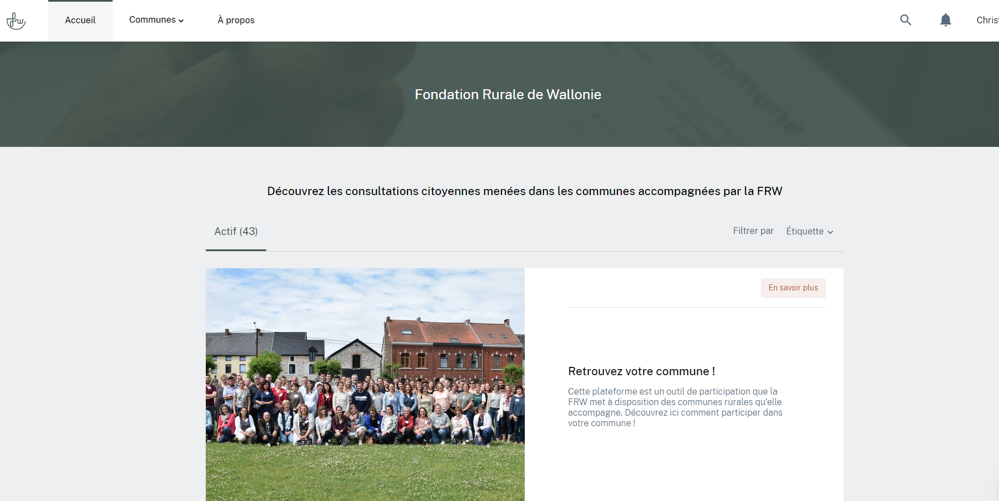 Accueil
Communes
À propos
Chris
Fondation Rurale de Wallonie
Découvrez les consultations citoyennes menées dans les communes accompagnées par la FRW
Actif (43)
Filtrer par
Étiquette
En savoir plus
Retrouvez votre commune !
Cette plateforme est un outil de participation que la
FRW met à disposition des communes rurales qu'elle
accompagne. Découvrez ici comment participer dans
votre commune !